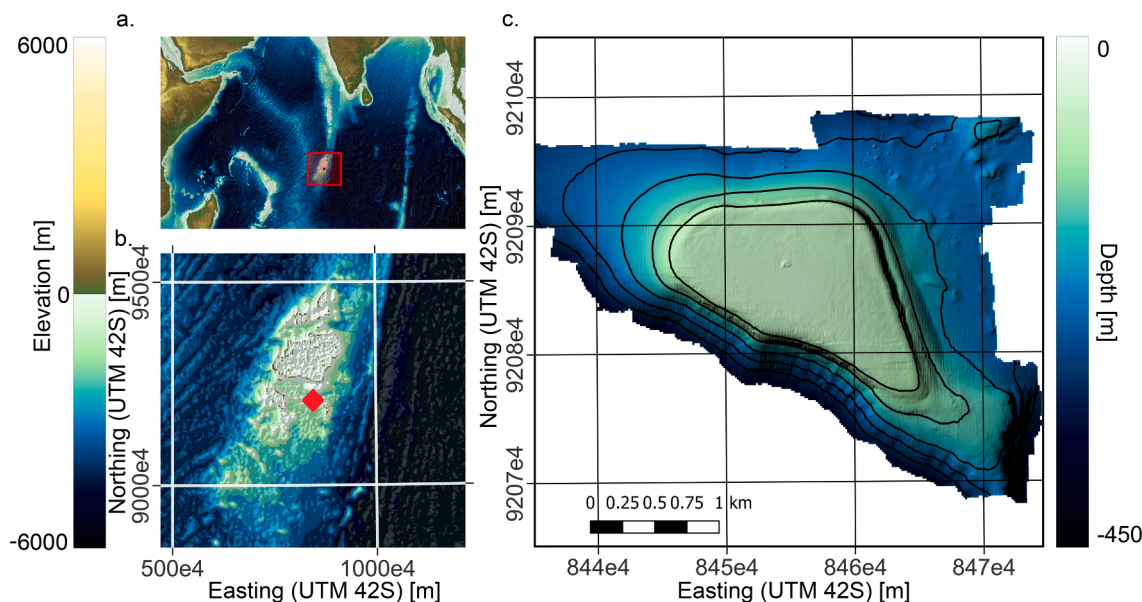 a.
6000
Elevation [m]
0
-6000
b.
Northing (UTM 42S) [m]
9500e4
9000e4
500e4
1000e4
Easting (UTM 42S) [m]
c.
Northing (UTM 42S) [m]
9210e4
9209e4
9208e4
9207e4
0 0.25 0.5 0.75 1 km
844e4
845e4
846e4
847e4
Easting (UTM 42S) [m]
0
Depth [m]
-450